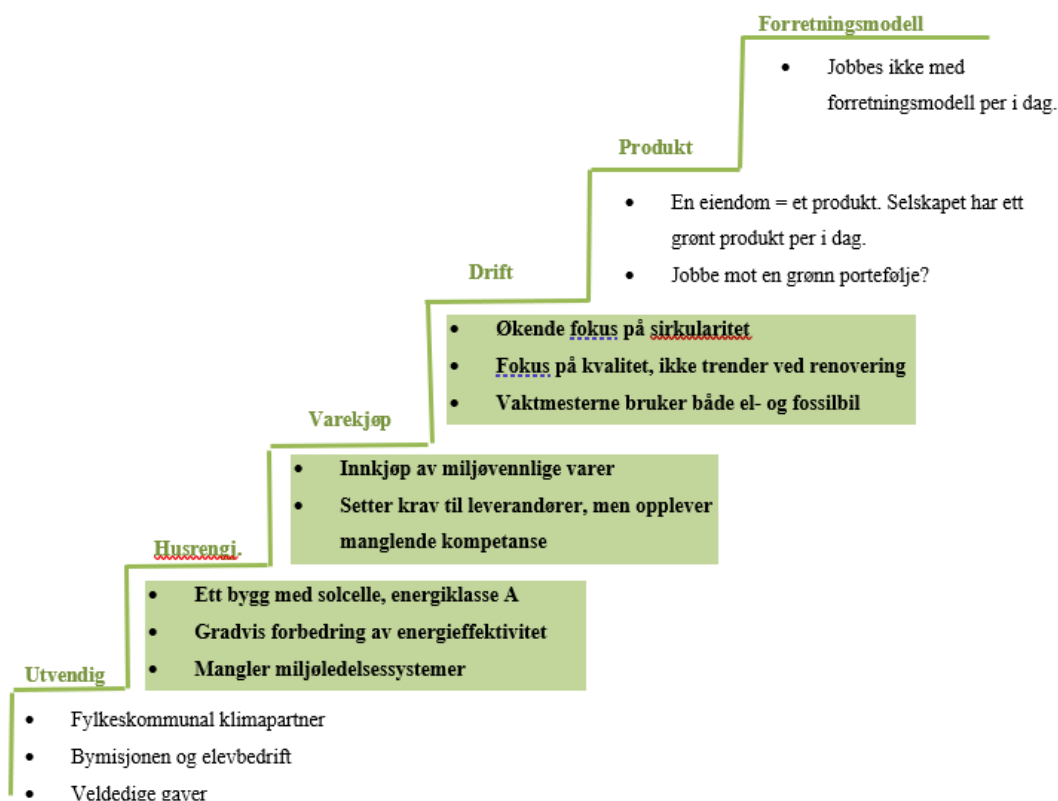 Forretningsmodell
• Jobbes ikke med
forretningsmodell per i dag.
Produkt
• En eiendom = et produkt. Selskapet har ett
grønt produkt per i dag.
• Jobbe mot en grønn portefølje?
Drift
• Økende fokus på sirkularitet
• Fokus på kvalitet, ikke trender ved renovering
• Vaktmesterne bruker både el- og fossilbil
Varekjøp
• Innkjøp av miljøvennlige varer
• Setter krav til leverandører, men opplever
manglende kompetanse
Husrengj.
• Ett bygg med solcelle, energiklasse A
• Gradvis forbedring av energieffektivitet
• Mangler miljøledelsessystemer
Utvendig
• Fylkeskommunal klimapartner
• Bymisjonen og elevbedrift
• Veldedige gaver